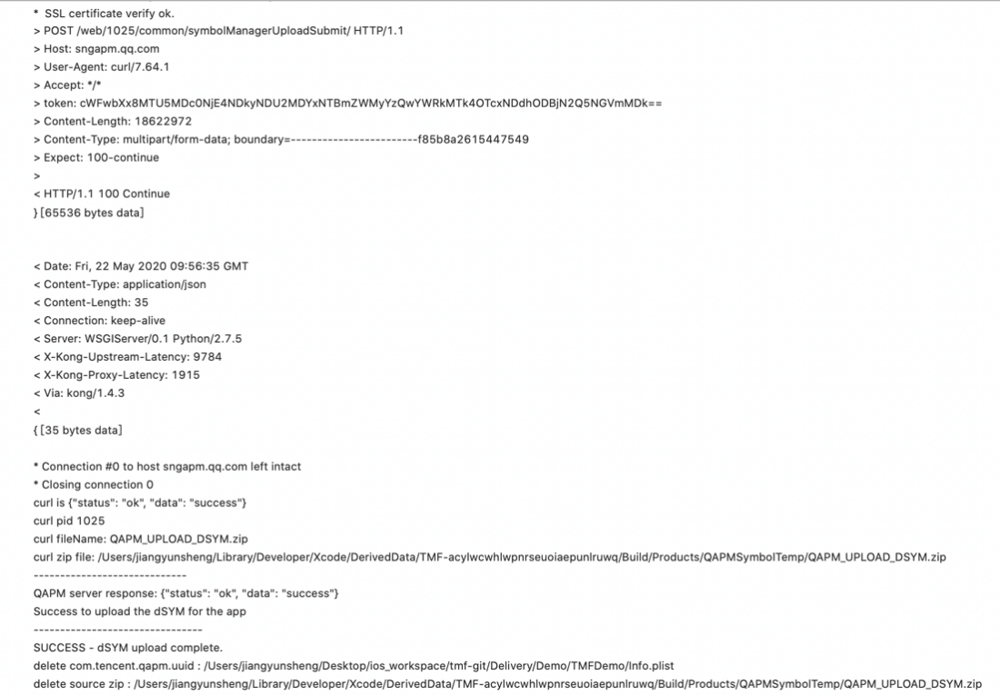 * SSL certificate verify ok.
> POST /web/1025/common/symbolManagerUploadSubmit/ HTTP/1.1
> Host: sngapm.qq.com
> User-Agent: curl/7.64.1
> Accept: */*
> token: cWFwbXx8MTU5MDc0NjE4NDkyNDU2MDYxNTBmZWMyYzQwYWRkMTk4OTcxNDdhODBjN2Q5NGVmMDk==
> Content-Length: 18622972
> Content-Type: multipart/form-data; boundary=------------------------f85b8a2615447549
> Expect: 100-continue
>
< HTTP/1.1 100 Continue
} [65536 bytes data]
< Date: Fri, 22 May 2020 09:56:35 GMT
< Content-Type: application/json
< Content-Length: 35
< Connection: keep-alive
< Server: WSGIServer/0.1 Python/2.7.5
< X-Kong-Upstream-Latency: 9784
< X-Kong-Proxy-Latency: 1915
< Via: kong/1.4.3
<
{ [35 bytes data]
* Connection #0 to host sngapm.qq.com left intact
* Closing connection 0
curl is {"status": "ok", "data": "success"}
curl pid 1025
curl fileName: QAPM_UPLOAD_DSYM.zip
curl zip file: /Users/jiangyunsheng/Library/Developer/Xcode/DerivedData/TMF-acylwcwhlwpnrseuoiaepunlruwq/Build/Products/QAPMSymbolTemp/QAPM_UPLOAD_DSYM.zip
-----------------------------
QAPM server response: {"status": "ok", "data": "success"}
Success to upload the dSYM for the app
--------------------------------
SUCCESS - dSYM upload complete.
delete com.tencent.qapm.uuid : /Users/jiangyunsheng/Desktop/ios_workspace/tmf-git/Delivery/Demo/TMFDemo/Info.plist
delete source zip : /Users/jiangyunsheng/Library/Developer/Xcode/DerivedData/TMF-acylwcwhlwpnrseuoiaepunlruwq/Build/Products/QAPMSymbolTemp/QAPM_UPLOAD_DSYM.zip